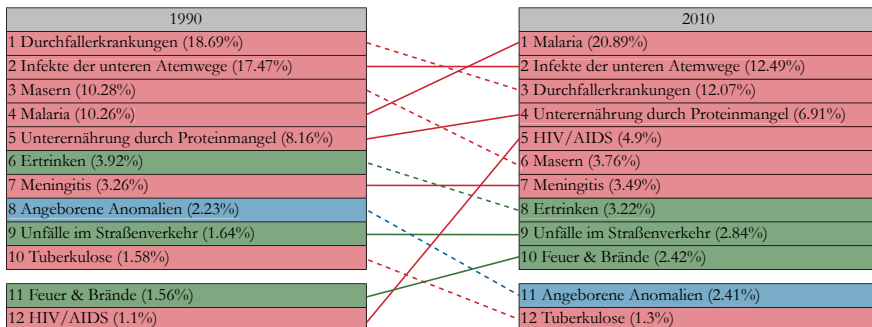 1990
1 Durchfallerkrankungen (18.69%)
2 Infekte der unteren Atemwege (17.47%)
3 Masern (10.28%)
4 Malaria (10.26%)
5 Unterernährung durch Proteinmangel (8.16%)
6 Ertrinken (3.92%)
7 Meningitis (3.26%)
8 Angeborene Anomalien (2.23%)
9 Unfälle im Straßenverkehr (1.64%)
10 Tuberkulose (1.58%)
11 Feuer & Brände (1.56%)
12 HIV/AIDS (1.1%)
2010
1 Malaria (20.89%)
2 Infekte der unteren Atemwege (12.49%)
3 Durchfallerkrankungen (12.07%)
4 Unterernährung durch Proteinmangel (6.91%)
5 HIV/AIDS (4.9%)
6 Masern (3.76%)
7 Meningitis (3.49%)
8 Ertrinken (3.22%)
9 Unfälle im Straßenverkehr (2.84%)
10 Feuer & Brände (2.42%)
11 Angeborene Anomalien (2.41%)
12 Tuberkulose (1.3%)